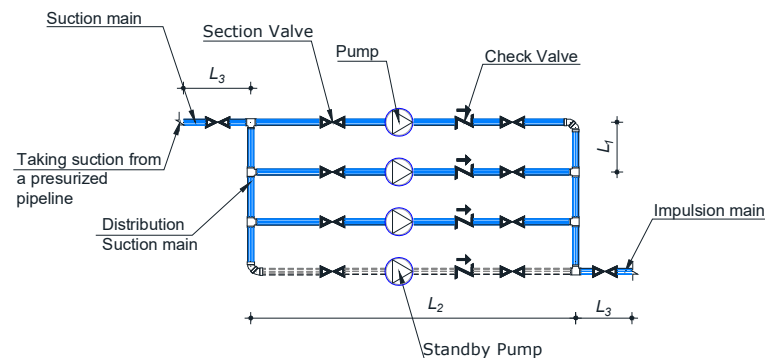 Suction main
Section Valve
Pump
Check Valve
L3
L1
Taking suction from
a presurized
pipeline
Distribution
Suction main
Impulsion main
L2
L3
Standby Pump